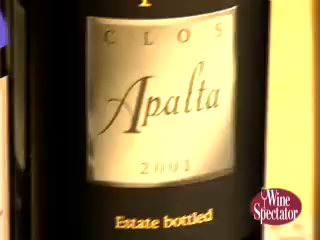 CLOS
Apalta
2001
Estate bottled
Wine
Spectator